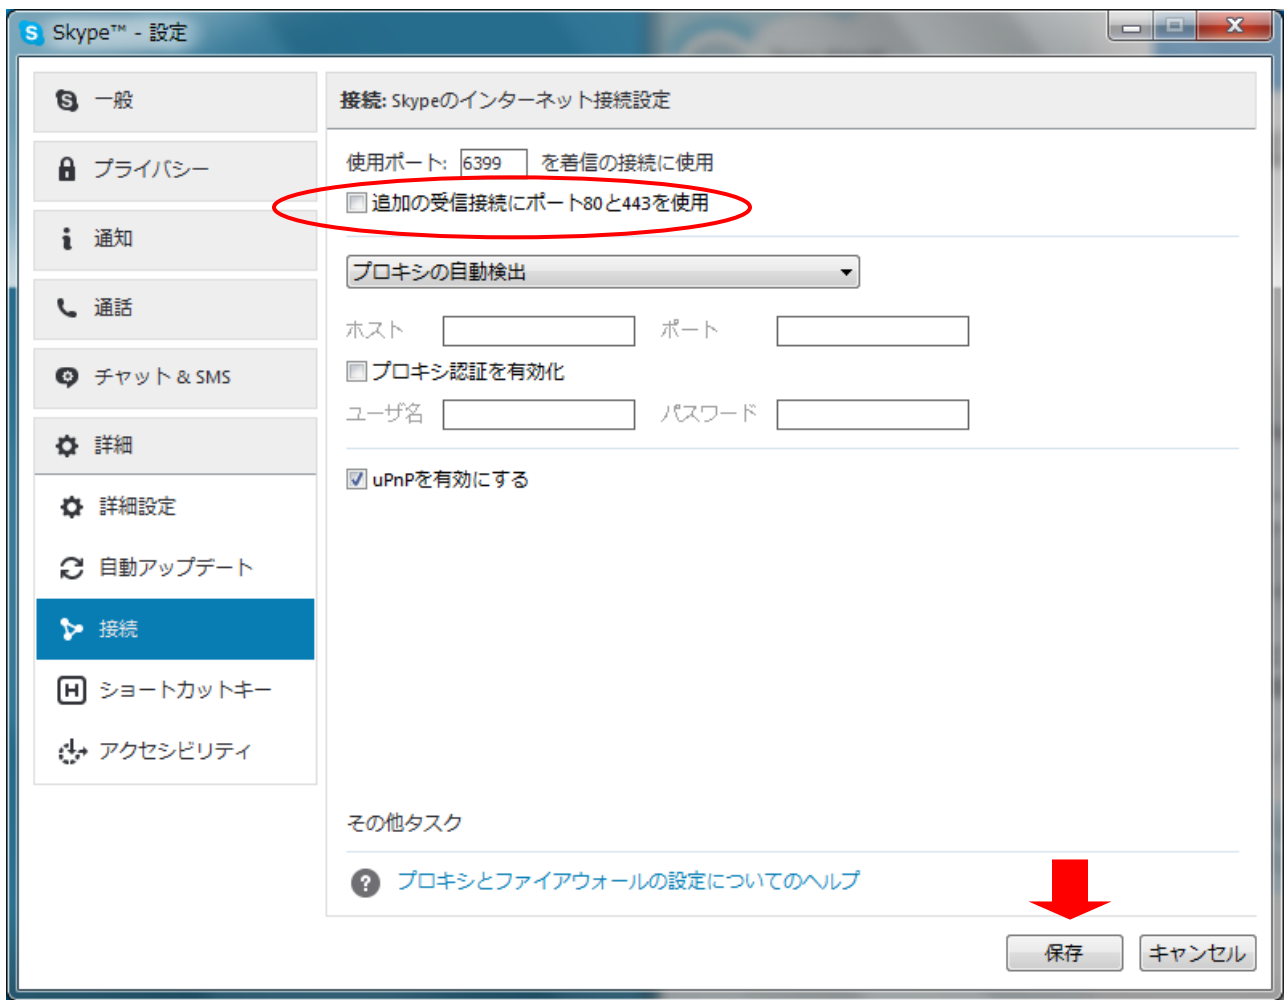 Skype™ - 設定
一般
プライバシー
通知
通話
チャット & SMS
詳細
詳細設定
自動アップデート
接続
ショートカットキー
アクセシビリティ
接続: Skypeのインターネット接続設定
使用ポート: 6399 を着信の接続に使用
追加の受信接続にポート80と443を使用
プロキシの自動検出
ホスト ポート
プロキシ認証を有効化
ユーザ名 パスワード
uPnPを有効にする
その他タスク
プロキシとファイアウォールの設定についてのヘルプ
保存 キャンセル